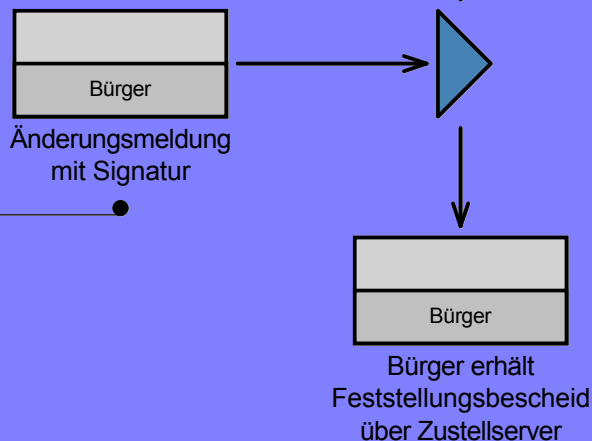 Bürger
Änderungsmeldung
mit Signatur
Bürger
Bürger erhält
Feststellungsbescheid
über Zustellserver